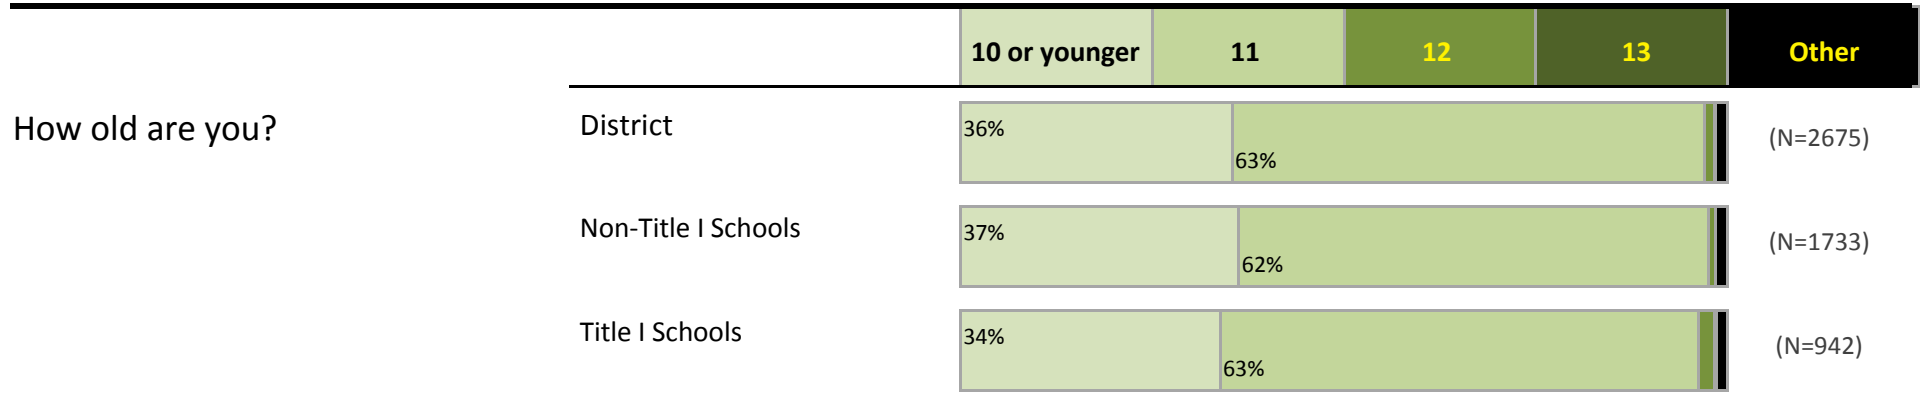 10 or younger 11 12 13 Other
How old are you? District 36% 63% (N=2675)
Non-Title I Schools 37% 62% (N=1733)
Title I Schools 34% 63% (N=942)